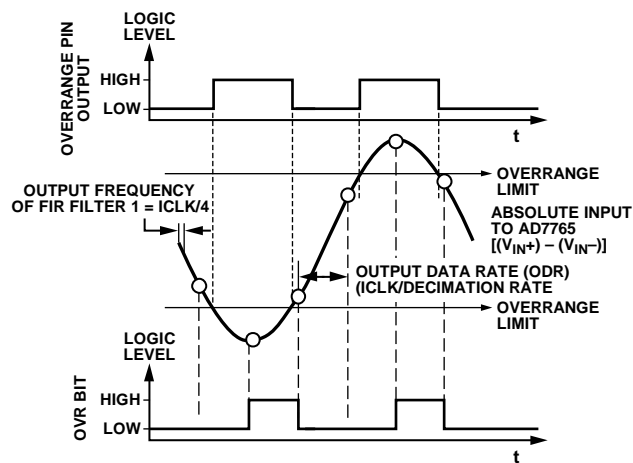 LOGIC
LEVEL
OVERRANGE PIN
OUTPUT
HIGH
LOW
t
OVERRANGE
LIMIT
OUTPUT FREQUENCY
OF FIR FILTER 1 = ICLK/4
ABSOLUTE INPUT
TO AD7765
[(VIN+) – (VIN–)]
OUTPUT DATA RATE (ODR)
(ICLK/DECIMATION RATE
OVERRANGE
LIMIT
LOGIC
LEVEL
OVR BIT
HIGH
LOW
t